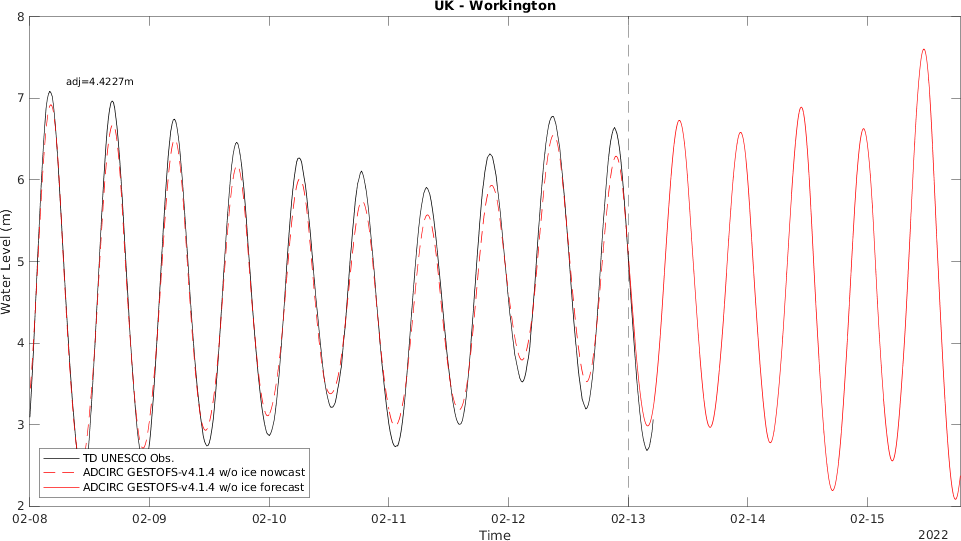 UK - Workington
adj=4.4227m
Water Level (m)
8
7
6
5
4
3
2
TD UNESCO Obs.
ADCIRC GESTOFS-v4.1.4 w/o ice nowcast
ADCIRC GESTOFS-v4.1.4 w/o ice forecast
02-08 02-09 02-10 02-11 02-12 02-13 02-14 02-15
Time
2022